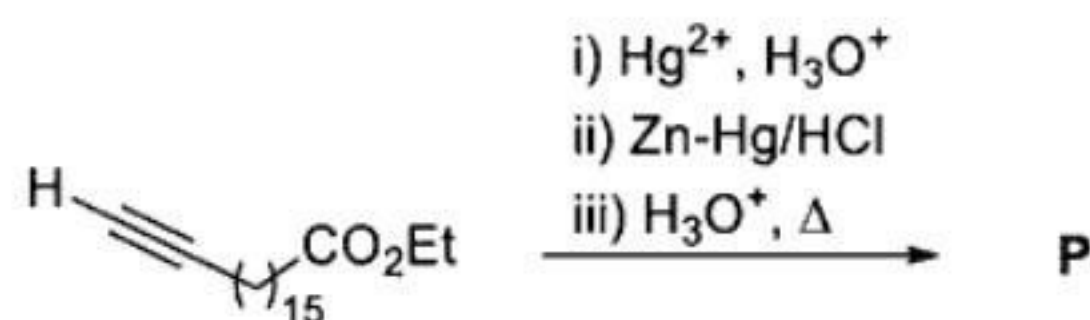 i) Hg²⁺, H₃O⁺
ii) Zn-Hg/HCl
iii) H₃O⁺, Δ
H
CO₂Et
( )₁₅
P